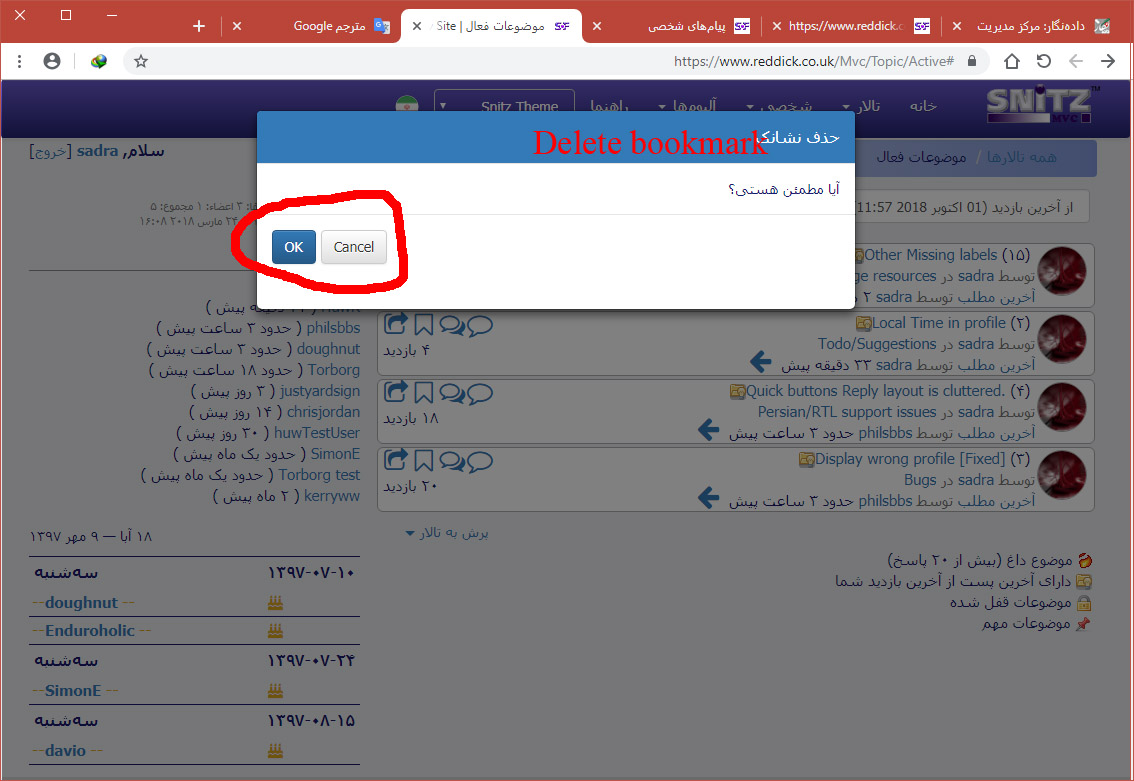 داده‌نگار: مرکز مدیریت
https://www.reddick.c
پیام‌های شخصی
موضوعات فعال | Site
مترجم Google
https://www.reddick.co.uk/Mvc/Topic/Active#
SNiTZ™
MVC
خانه
تالار
شخصی
آلبوم‌ها
راهنما
Snitz Theme
حذف نشانک
Delete bookmark
آیا مطمئن هستی؟
OK
Cancel
همه تالارها / موضوعات فعال
سلام, sadra [خروج]
از آخرین بازدید (01 اکتبر 2018 11:57
۳ اعضاء: ۱ مجموع: ۵
۲۴ مارس ۲۰۱۸ ۱۶:۰۸
Other Missing labels (۱۵)
توسط sadra در ge resources
آخرین مطلب توسط sadra ۲
Local Time in profile (۲)
توسط sadra در Todo/Suggestions
آخرین مطلب توسط sadra ۳۳ دقیقه پیش
۴ بازدید
Quick buttons Reply layout is cluttered. (۴)
توسط sadra در Persian/RTL support issues
آخرین مطلب توسط philsbbs حدود ۳ ساعت پیش
۱۸ بازدید
Display wrong profile [Fixed] (۳)
توسط sadra در Bugs
آخرین مطلب توسط philsbbs حدود ۳ ساعت پیش
۲۰ بازدید
پرش به تالار
موضوع داغ (بیش از ۲۰ پاسخ)
دارای آخرین پست از آخرین بازدید شما
موضوعات قفل شده
موضوعات مهم
دقیقه پیش )
philsbbs ( حدود ۳ ساعت پیش )
doughnut ( حدود ۳ ساعت پیش )
Torborg ( حدود ۱۸ ساعت پیش )
justyardsign ( ۳ روز پیش )
chrisjordan ( ۱۴ روز پیش )
huwTestUser ( ۳۰ روز پیش )
SimonE ( حدود یک ماه پیش )
Torborg test ( حدود یک ماه پیش )
kerryww ( ۲ ماه پیش )
۱۸ آبا — ۹ مهر ۱۳۹۷
سه‌شنبه ۱۳۹۷-۰۷-۱۰
--doughnut --
--Enduroholic --
سه‌شنبه ۱۳۹۷-۰۷-۲۴
--SimonE --
سه‌شنبه ۱۳۹۷-۰۸-۱۵
--davio --